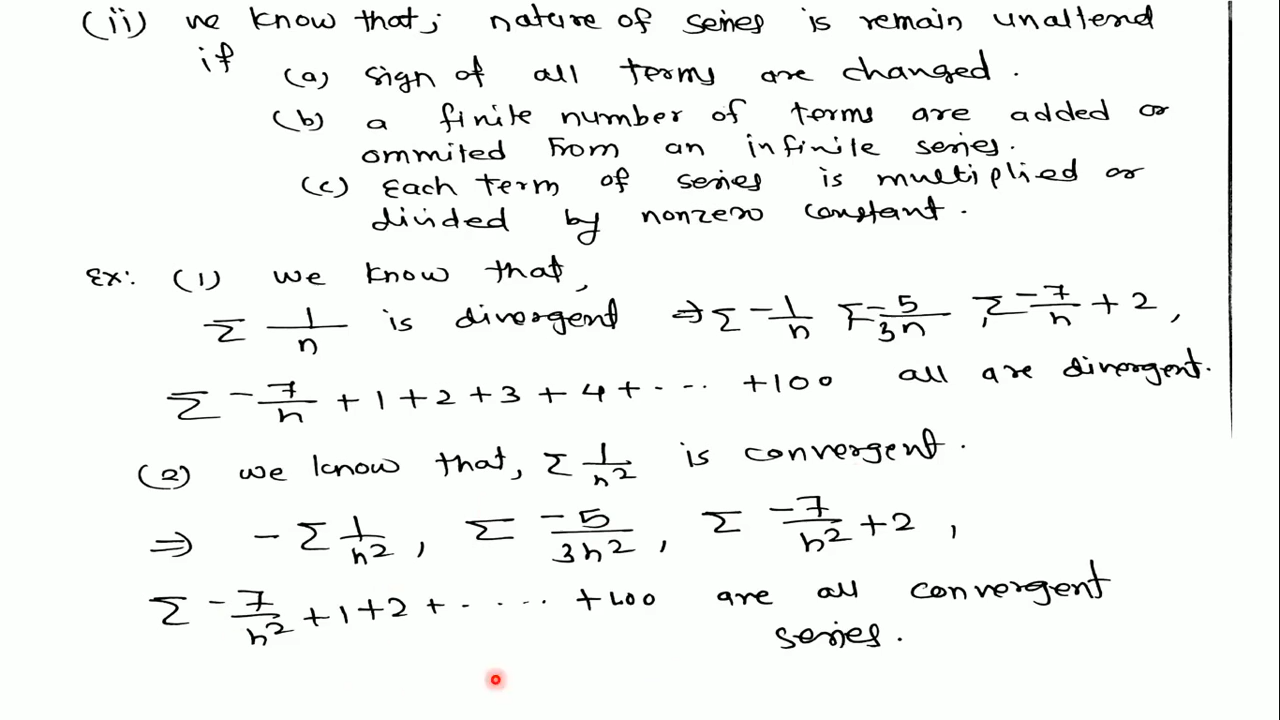 (ii) we know that; nature of series is remain unaltend
if (a) sign of all terms are changed.
(b) a finite number of terms are added or
ommited from an infinite series.
(c) Each term of series is multiplied or
divided by nonzero constant.
Ex: (1) we know that,
Σ 1/n is divergent ⇒ Σ -1/n Σ -5/3n , Σ -7/n + 2 ,
Σ -7/n + 1 + 2 + 3 + 4 + ..... + 100 all are divergent.
(2) we know that, Σ 1/n² is convergent.
⇒ - Σ 1/n² , Σ -5/3n² , Σ -7/n² + 2 ,
Σ -7/n² + 1 + 2 + ...... + 100 are all convergent
series.